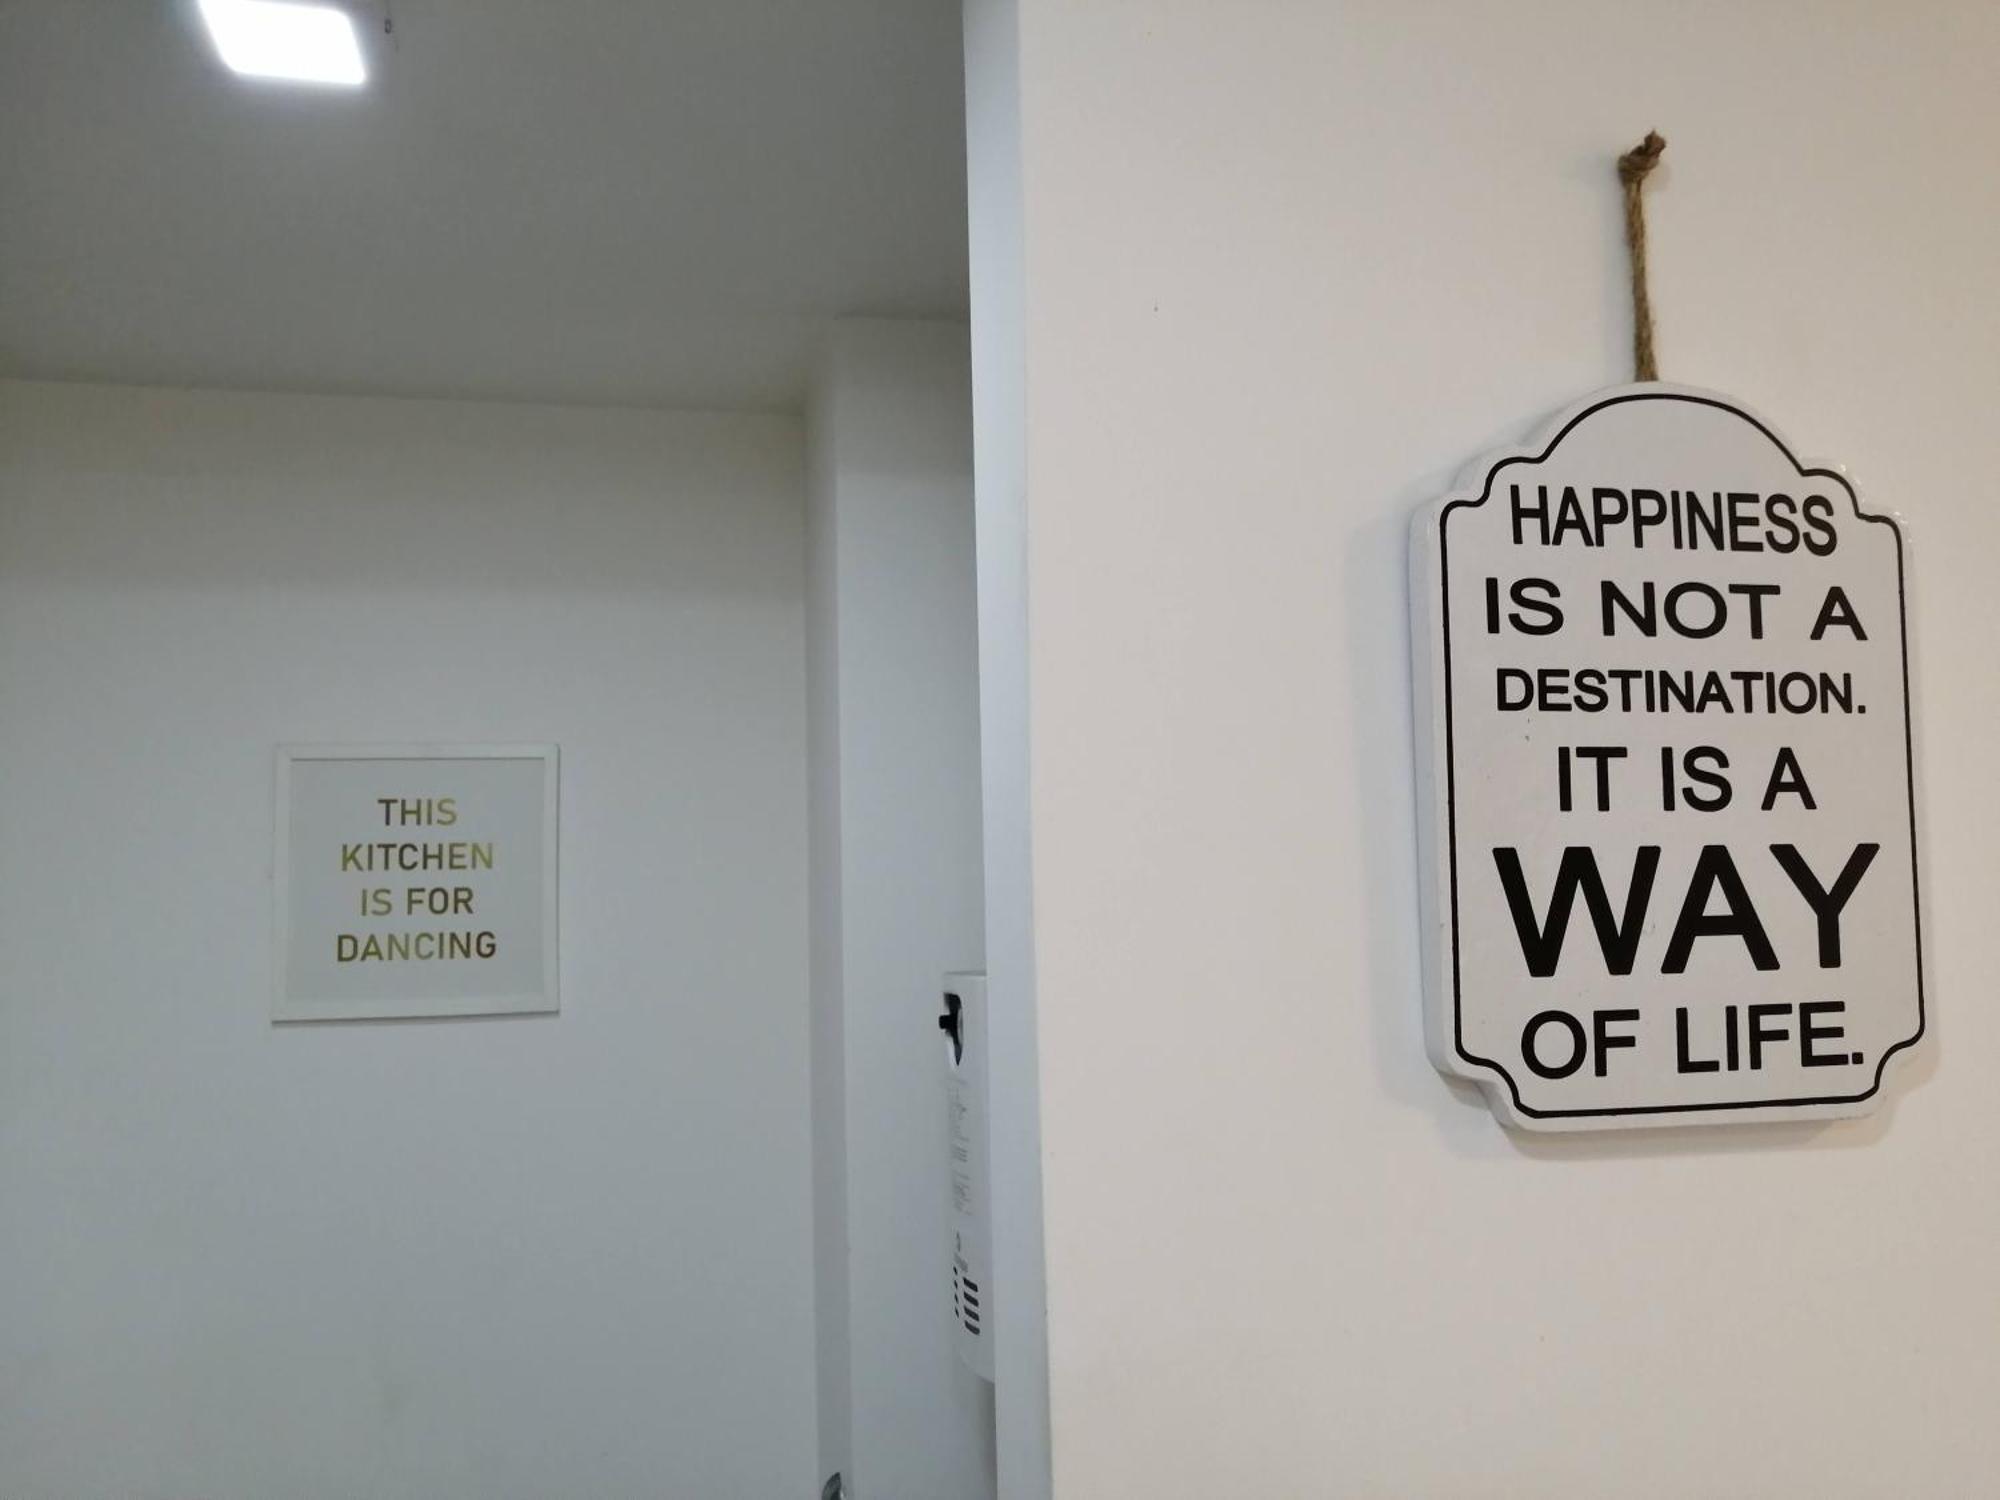 THIS
KITCHEN
IS FOR
DANCING
HAPPINESS
IS NOT A
DESTINATION.
IT IS A
WAY
OF LIFE.